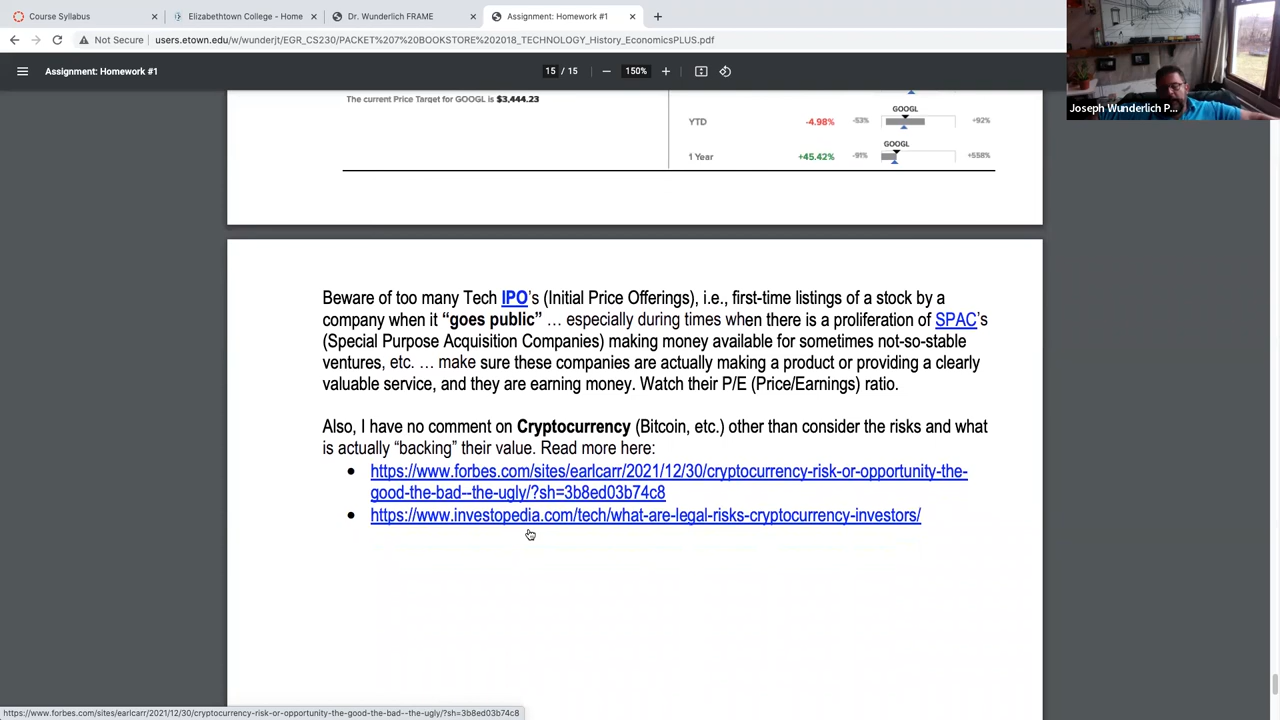 Course Syllabus
Elizabethtown College - Home
Dr. Wunderlich FRAME
Assignment: Homework #1
Not Secure
users.etown.edu/w/wunderjt/EGR_CS230/PACKET%207%20BOOKSTORE%202018_TECHNOLOGY_History_EconomicsPLUS.pdf
Assignment: Homework #1
15 / 15
150%
Joseph Wunderlich P...
The current Price Target for GOOGL is $3,444.23
GOOGL
YTD -4.98% -53% +92%
GOOGL
1 Year +45.42% -91% +558%
Beware of too many Tech IPO's (Initial Price Offerings), i.e., first-time listings of a stock by a
company when it “goes public” … especially during times when there is a proliferation of SPAC's
(Special Purpose Acquisition Companies) making money available for sometimes not-so-stable
ventures, etc. … make sure these companies are actually making a product or providing a clearly
valuable service, and they are earning money. Watch their P/E (Price/Earnings) ratio.
Also, I have no comment on Cryptocurrency (Bitcoin, etc.) other than consider the risks and what
is actually “backing” their value. Read more here:
• https://www.forbes.com/sites/earlcarr/2021/12/30/cryptocurrency-risk-or-opportunity-the-
good-the-bad--the-ugly/?sh=3b8ed03b74c8
• https://www.investopedia.com/tech/what-are-legal-risks-cryptocurrency-investors/
https://www.forbes.com/sites/earlcarr/2021/12/30/cryptocurrency-risk-or-opportunity-the-good-the-bad--the-ugly/?sh=3b8ed03b74c8